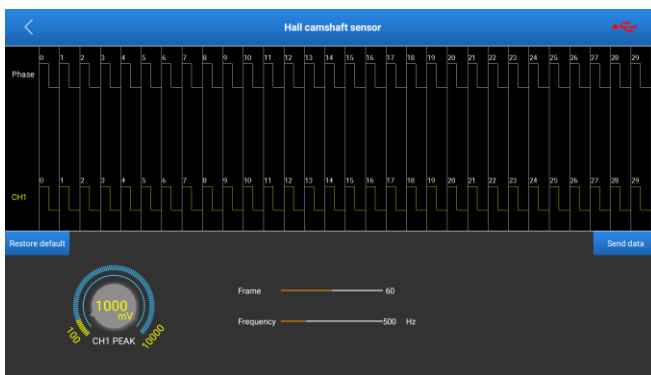 Hall camshaft sensor
0 1 2 3 4 5 6 7 8 9 10 11 12 13 14 15 16 17 18 19 20 21 22 23 24 25 26 27 28 29
Phase
0 1 2 3 4 5 6 7 8 9 10 11 12 13 14 15 16 17 18 19 20 21 22 23 24 25 26 27 28 29
CH1
Restore default
Send data
1000
mV
100
CH1 PEAK
10000
Frame 60
Frequency 500 Hz